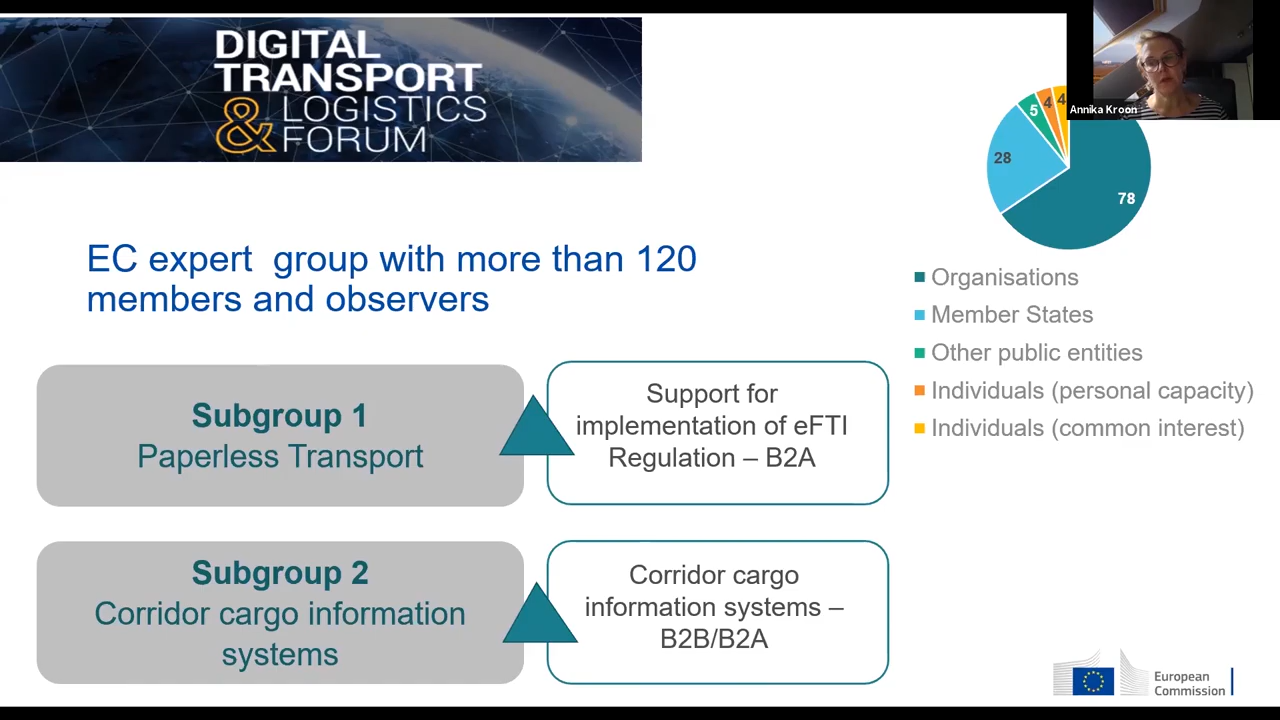 DIGITAL
TRANSPORT
& LOGISTICS
FORUM
Annika Kroon
5
4
4
28
78
EC expert  group with more than 120
members and observers
Organisations
Member States
Other public entities
Individuals (personal capacity)
Individuals (common interest)
Subgroup 1
Paperless Transport
Support for
implementation of eFTI
Regulation – B2A
Subgroup 2
Corridor cargo information
systems
Corridor cargo
information systems –
B2B/B2A
European
Commission